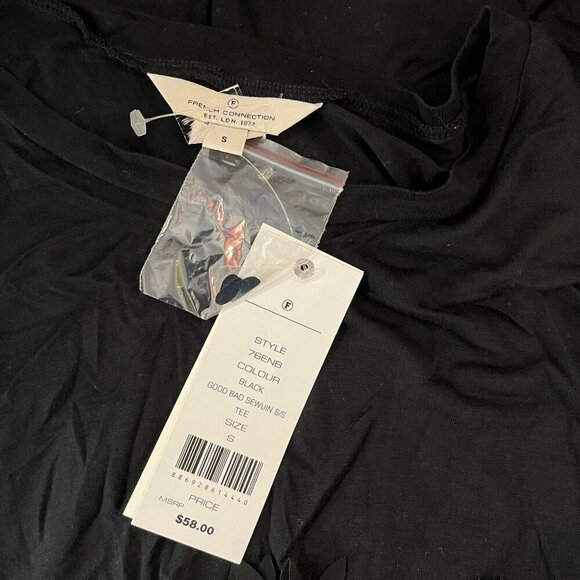 F
FRENCH CONNECTION
EST. LDN. 1972
S
F
STYLE
76ENB
COLOUR
BLACK
GOOD BAD SEWUIN S/S
TEE
SIZE
S
886928614440
PRICE
MSRP
$58.00